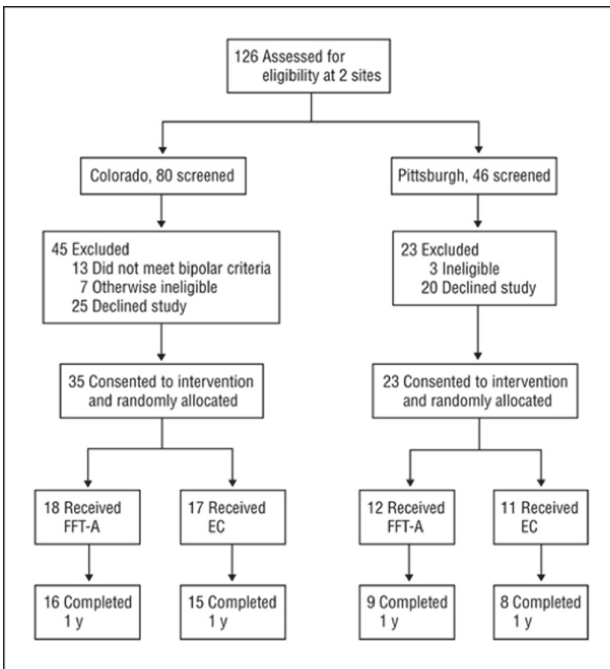 126 Assessed for
eligibility at 2 sites
Colorado, 80 screened
Pittsburgh, 46 screened
45 Excluded
13 Did not meet bipolar criteria
7 Otherwise ineligible
25 Declined study
23 Excluded
3 Ineligible
20 Declined study
35 Consented to intervention
and randomly allocated
23 Consented to intervention
and randomly allocated
18 Received
FFT-A
17 Received
EC
12 Received
FFT-A
11 Received
EC
16 Completed
1 y
15 Completed
1 y
9 Completed
1 y
8 Completed
1 y